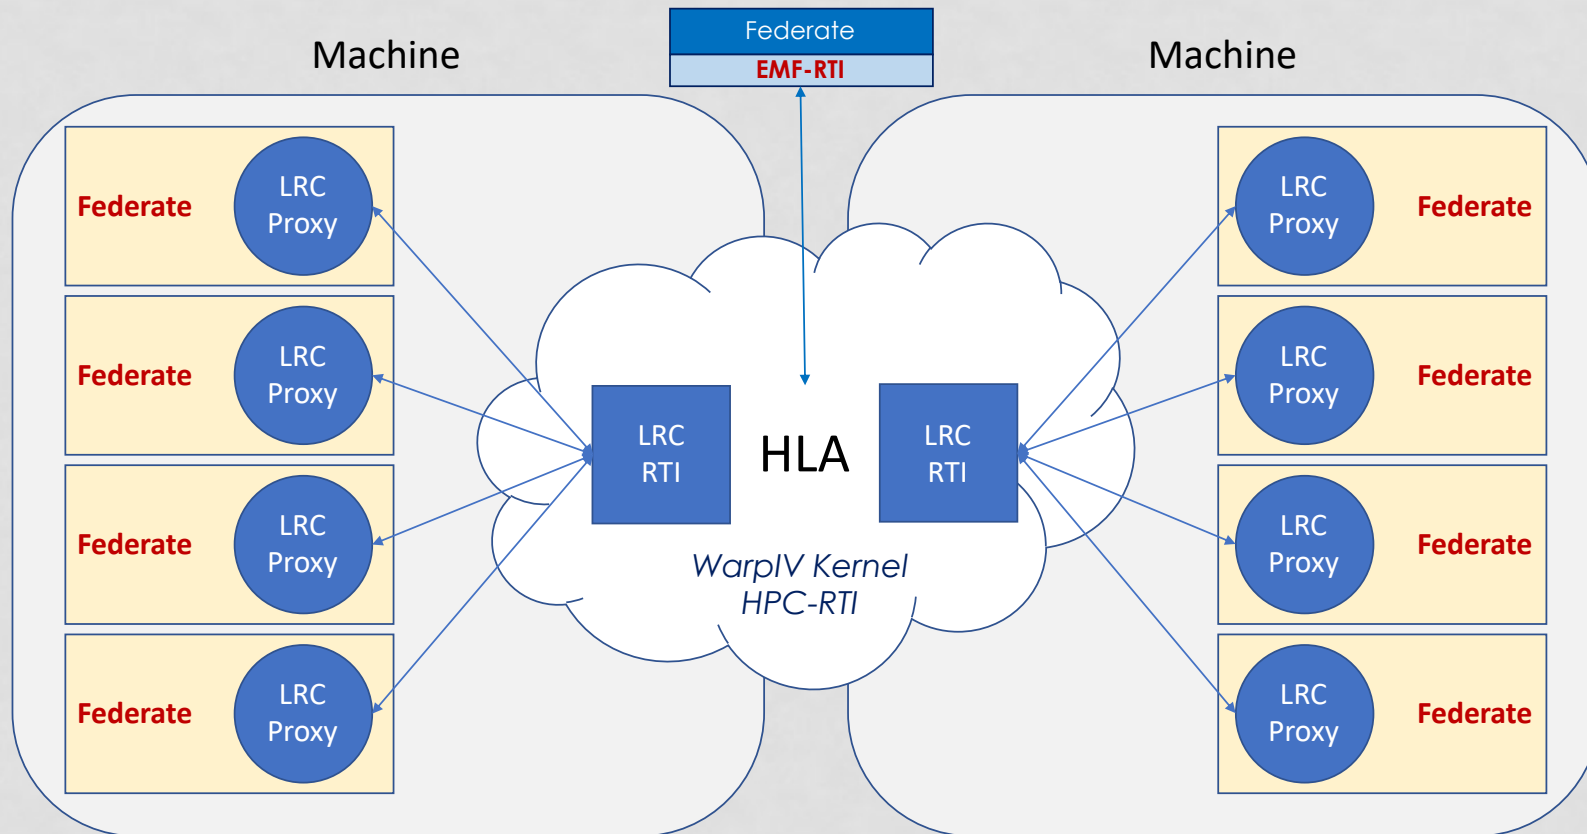 Federate
EMF-RTI
Machine
Machine
Federate
LRC
Proxy
Federate
LRC
Proxy
Federate
LRC
Proxy
Federate
LRC
Proxy
LRC
RTI
HLA
LRC
RTI
WarpIV Kernel
HPC-RTI
LRC
Proxy
Federate
LRC
Proxy
Federate
LRC
Proxy
Federate
LRC
Proxy
Federate